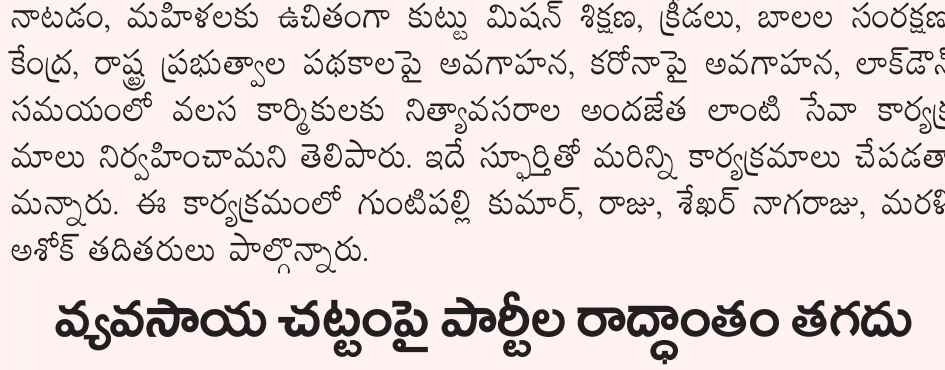 నాటడం, మహిళలకు ఉచితంగా కుట్టు మిషన్ శిక్షణ, క్రీడలు, బాలల సంరక్షణ
కేంద్ర, రాష్ట్ర ప్రభుత్వాల పథకాలపై అవగాహన, కరోనాపై అవగాహన, లాక్‌డౌన్
సమయంలో వలస కార్మికులకు నిత్యావసరాల అందజేత లాంటి సేవా కార్యక్ర
మాలు నిర్వహించామని తెలిపారు. ఇదే స్ఫూర్తితో మరిన్ని కార్యక్రమాలు చేపడతా
మన్నారు. ఈ కార్యక్రమంలో గుంటిపల్లి కుమార్, రాజు, శేఖర్ నాగరాజు,
అశోక్ తదితరులు పాల్గొన్నారు.
వ్యవసాయ చట్టంపై పార్టీల రాద్ధాంతం తగదు